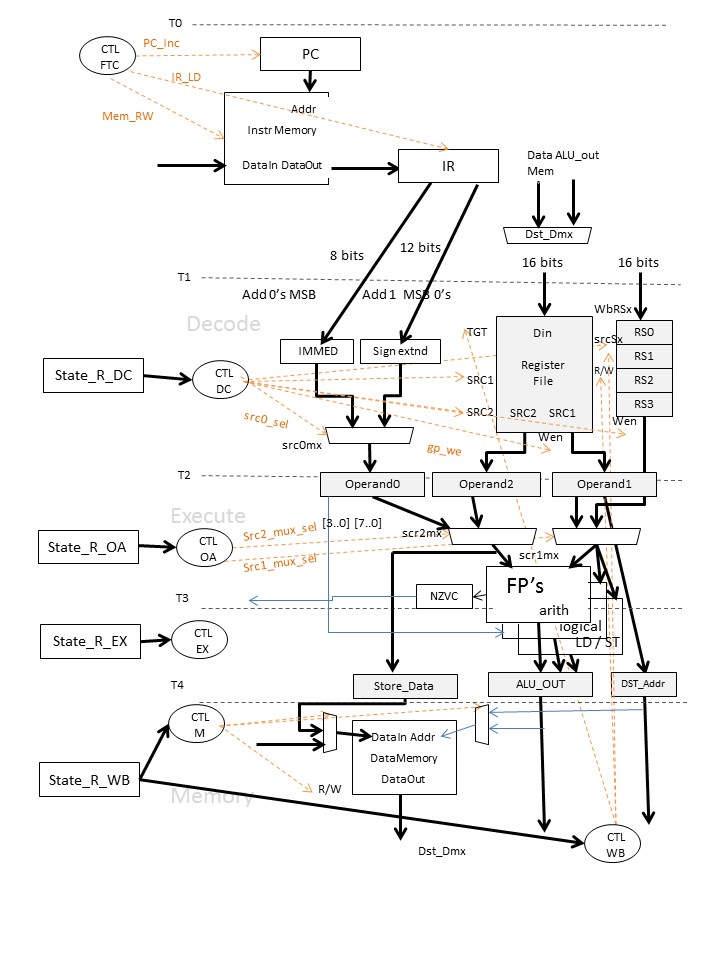 T0
CTL
FTC
PC_Inc
PC
IR_LD
Mem_RW
Addr
Instr Memory
DataIn DataOut
IR
Data ALU_out
Mem
Dst_Dmx
8 bits
12 bits
16 bits
16 bits
T1
Add 0's MSB
Add 1 MSB 0's
Decode
WbRSx
TGT
Din
srcSx
RS0
IMMED
Sign extnd
RS1
Register
File
R/W
RS2
State_R_DC
CTL
DC
SRC1
RS3
src0_sel
SRC2
SRC2 SRC1
Wen
src0mx
gp_we
Wen
T2
Operand0
Operand2
Operand1
Execute
[3..0] [7..0]
Src2_mux_sel
scr2mx
State_R_OA
CTL
OA
Src1_mux_sel
scr1mx
FP's
NZVC
T3
arith
logical
LD / ST
State_R_EX
CTL
EX
T4
Store_Data
ALU_OUT
DST_Addr
CTL
M
DataIn Addr
DataMemory
DataOut
State_R_WB
R/W
Memory
CTL
WB
Dst_Dmx